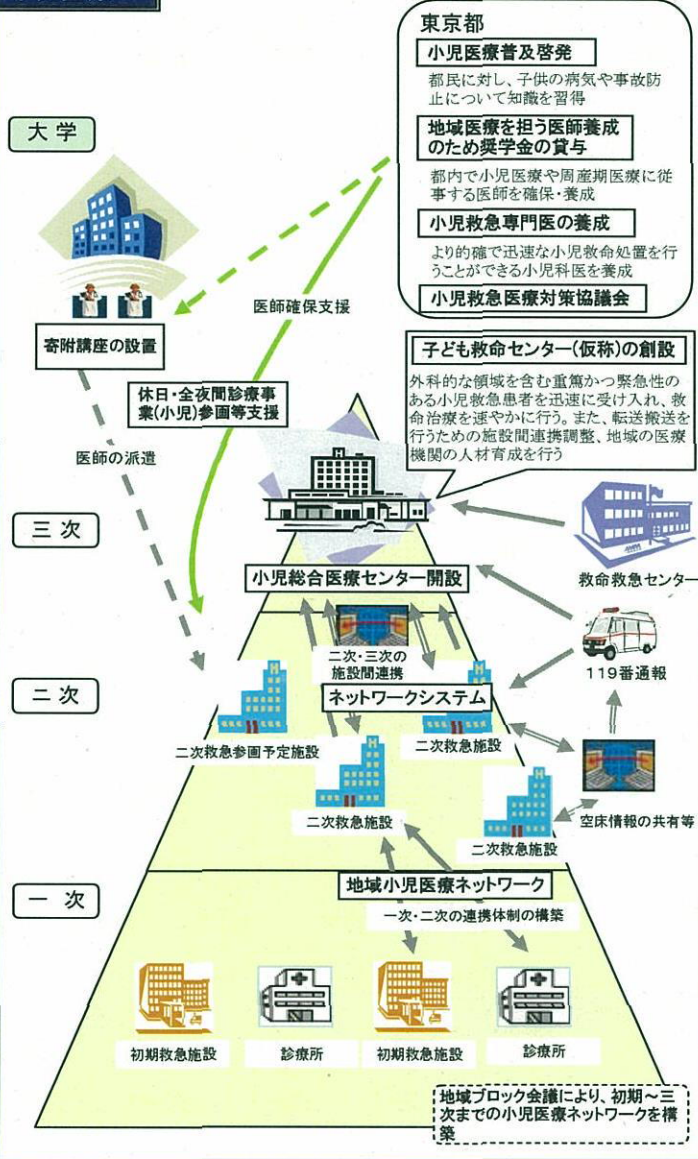 東京都
小児医療普及啓発
都民に対し、子供の病気や事故防
止について知識を習得
地域医療を担う医師養成
のため奨学金の貸与
都内で小児医療や周産期医療に従
事する医師を確保・養成
小児救急専門医の養成
より的確で迅速な小児救命処置を行
うことができる小児科医を養成
小児救急医療対策協議会
大学
寄附講座の設置
医師確保支援
子ども救命センター(仮称)の創設
外科的な領域を含む重篤かつ緊急性の
ある小児救急患者を迅速に受け入れ、救
命治療を速やかに行う。また、転送搬送を
行うための施設間連携調整、地域の医療
機関の人材育成を行う
休日・全夜間診療事
業(小児)参画等支援
医師の派遣
三次
小児総合医療センター開設
救命救急センター
119番通報
二次・三次の
施設間連携
二次
ネットワークシステム
H
二次救急参画予定施設
H
二次救急施設
H
二次救急施設
H
二次救急施設
空床情報の共有等
一次
地域小児医療ネットワーク
一次・二次の連携体制の構築
初期救急施設
診療所
初期救急施設
診療所
地域ブロック会議により、初期～三
次までの小児医療ネットワークを構
築